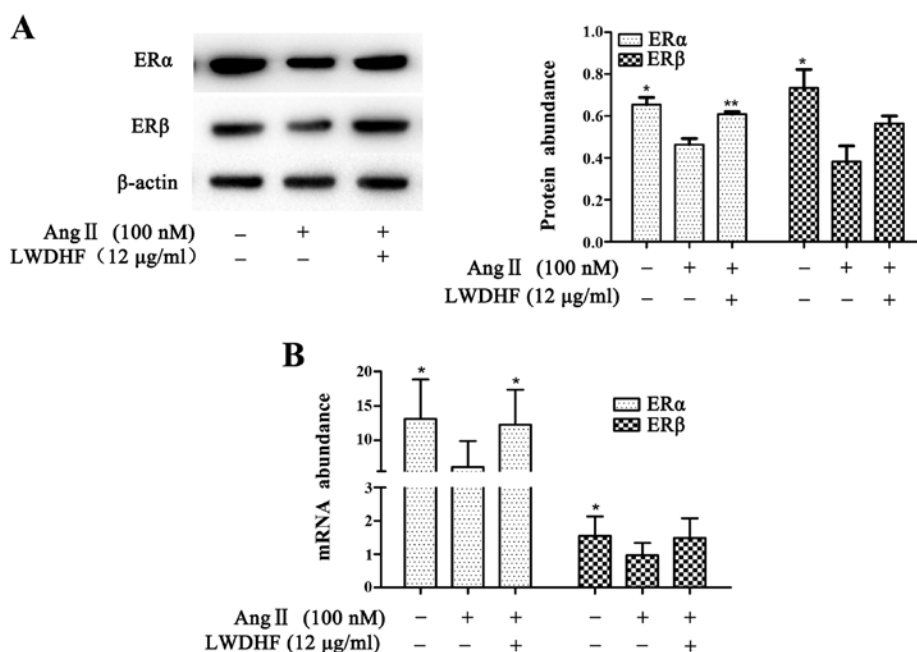 A
ERα
ERβ
β-actin
Ang II (100 nM) – + +
LWDHF (12 μg/ml) – – +
ERα
ERβ
Protein abundance
1.0
0.8
0.6
0.4
0.2
0.0
* ** *
Ang II (100 nM) – + + – + +
LWDHF (12 μg/ml) – – + – – +
B
mRNA abundance
20
15
10
3
2
1
0
* * *
ERα
ERβ
Ang II (100 nM) – + + – + +
LWDHF (12 μg/ml) – – + – – +